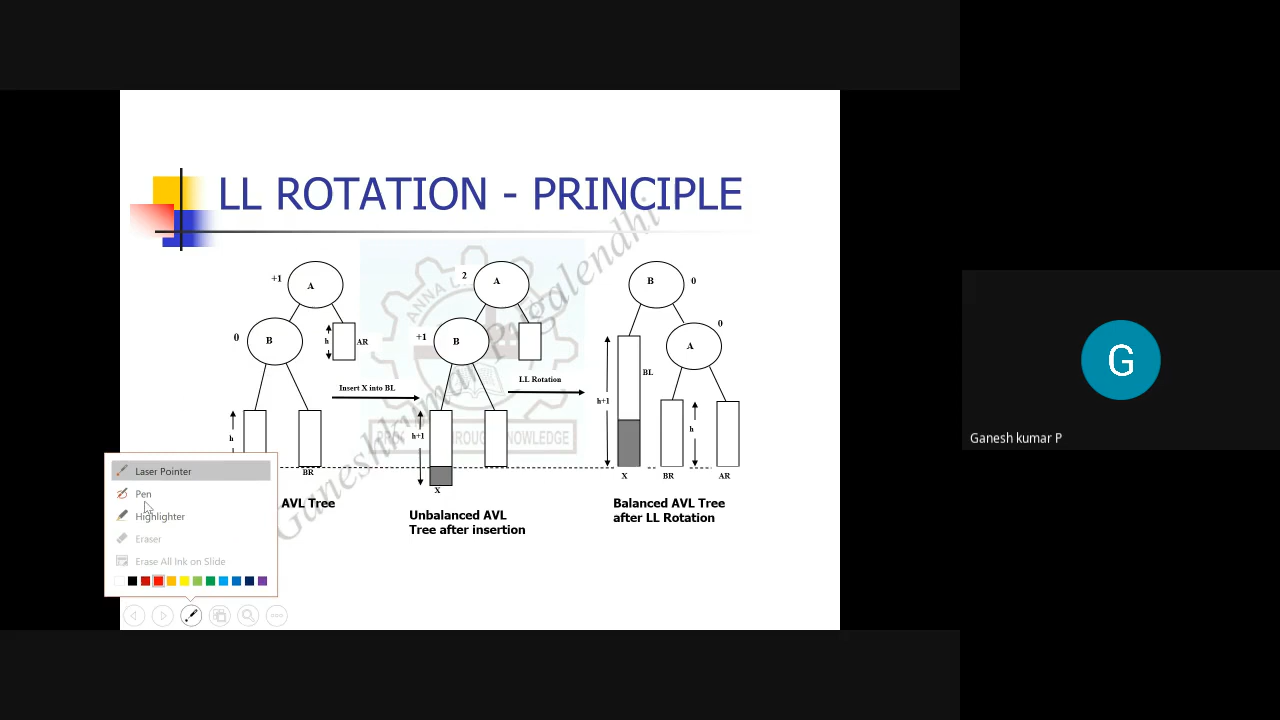 LL ROTATION - PRINCIPLE
+1
A
0
B
h
AR
h
BR
AVL Tree
Insert X into BL
2
A
+1
B
h+1
X
Unbalanced AVL
Tree after insertion
LL Rotation
B
0
0
A
BL
h+1
h
X
BR
AR
Balanced AVL Tree
after LL Rotation
Ganeshkumar Pugalendhi
Laser Pointer
Pen
Highlighter
Eraser
Erase All Ink on Slide
G
Ganesh kumar P